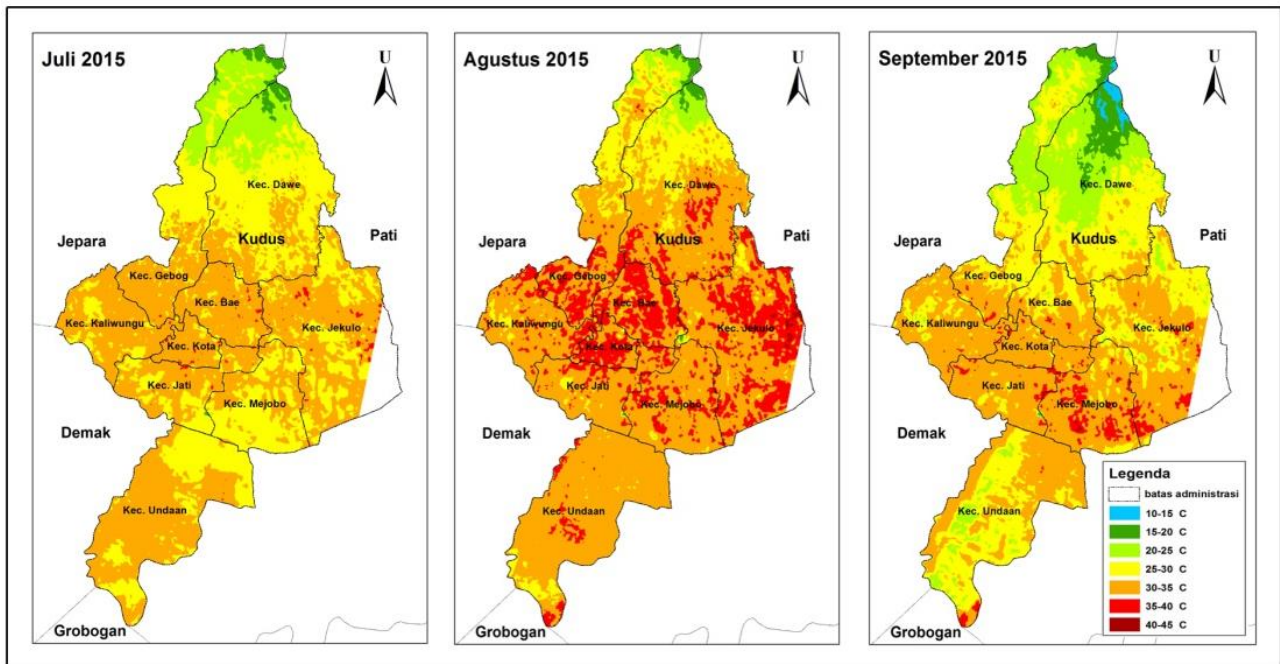 Juli 2015
U
Kec. Dawe
Jepara
Kudus
Pati
Kec. Gebog
Kec. Bae
Kec. Kaliwungu
Kec. Jekulo
Kec. Kota
Kec. Jati
Kec. Mejobo
Demak
Kec. Undaan
Grobogan
Agustus 2015
U
Kec. Dawe
Jepara
Kudus
Pati
Kec. Gebog
Kec. Bae
Kec. Kaliwungu
Kec. Jekulo
Kec. Kota
Kec. Jati
Kec. Mejobo
Demak
Kec. Undaan
Grobogan
September 2015
U
Kec. Dawe
Jepara
Kudus
Pati
Kec. Gebog
Kec. Bae
Kec. Kaliwungu
Kec. Jekulo
Kec. Kota
Kec. Jati
Kec. Mejobo
Demak
Kec. Undaan
Grobogan
Legenda
batas administrasi
10-15 C
15-20 C
20-25 C
25-30 C
30-35 C
35-40 C
40-45 C